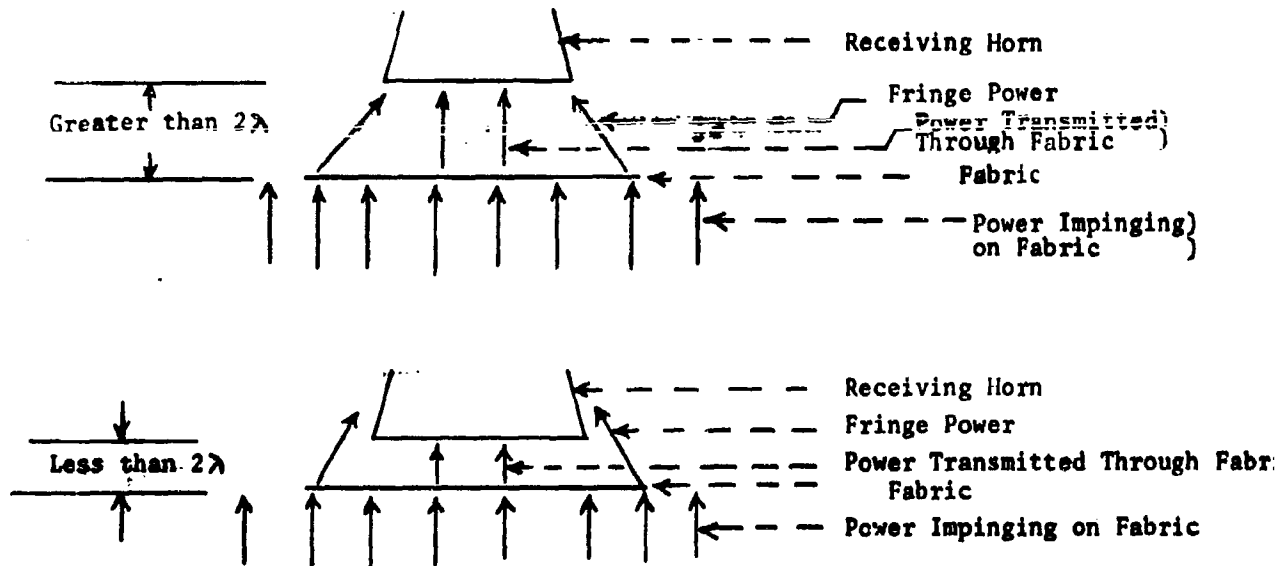 Receiving Horn
Fringe Power
Greater than 2λ
Power Transmitted)
Through Fabric )
Fabric
Power Impinging)
on Fabric )
Receiving Horn
Fringe Power
Less than 2λ
Power Transmitted Through Fabri
Fabric
Power Impinging on Fabric